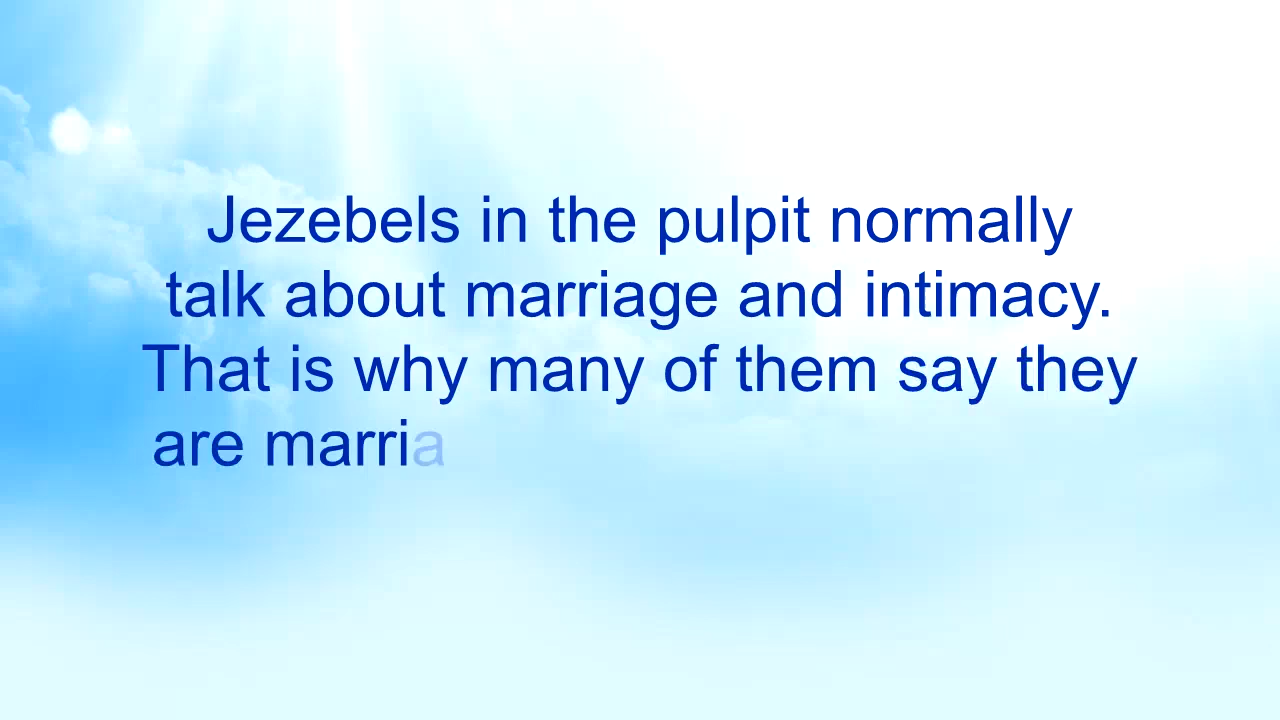 Jezebels in the pulpit normally
talk about marriage and intimacy.
That is why many of them say they
are marria